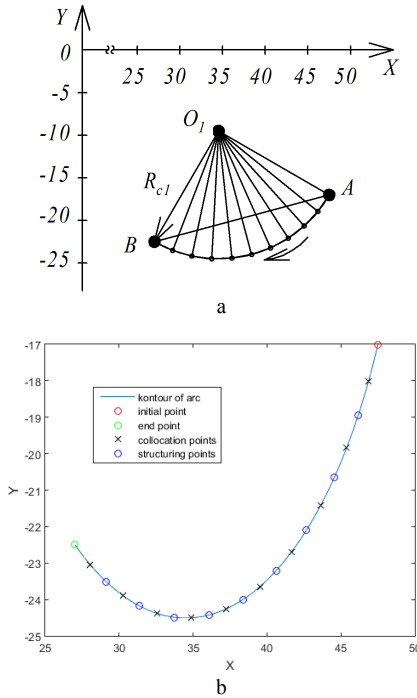 Y
0
25 30 35 40 45 50
X
-5
-10
O1
-15
Rc1
A
-20
B
-25
a
-17
-18
-19
-20
-21
-22
-23
-24
-25
Y
kontour of arc
initial point
end point
collocation points
structuring points
25 30 35 40 45 50
X
b